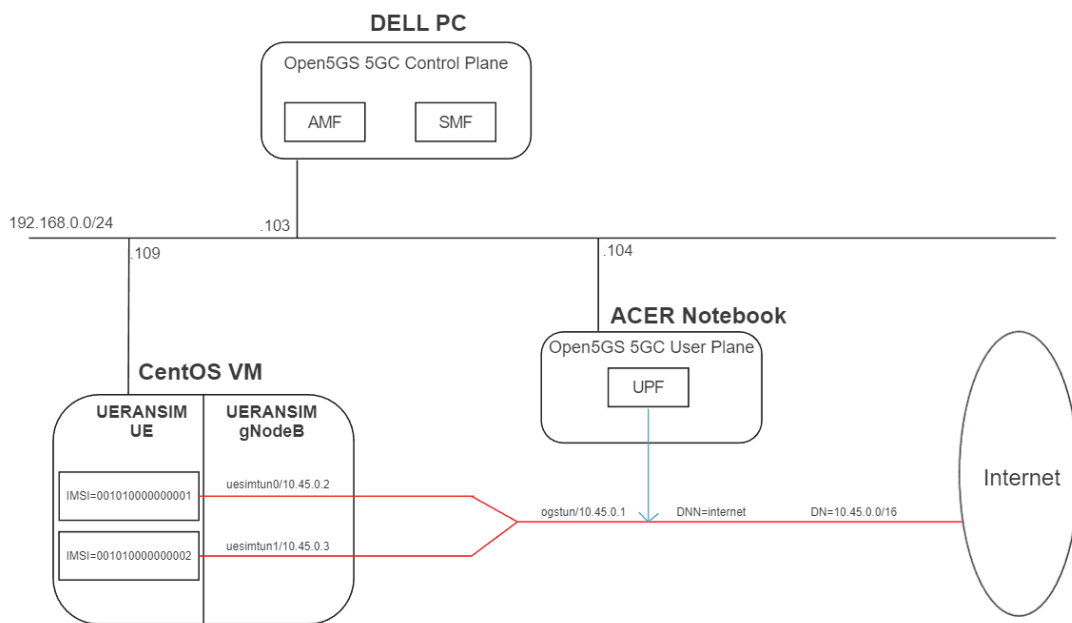 DELL PC
Open5GS 5GC Control Plane
AMF
SMF
192.168.0.0/24
.103
.109
.104
ACER Notebook
Open5GS 5GC User Plane
UPF
CentOS VM
UERANSIM
UE
UERANSIM
gNodeB
IMSI=001010000000001
uesimtun0/10.45.0.2
IMSI=001010000000002
uesimtun1/10.45.0.3
ogstun/10.45.0.1
DNN=internet
DN=10.45.0.0/16
Internet